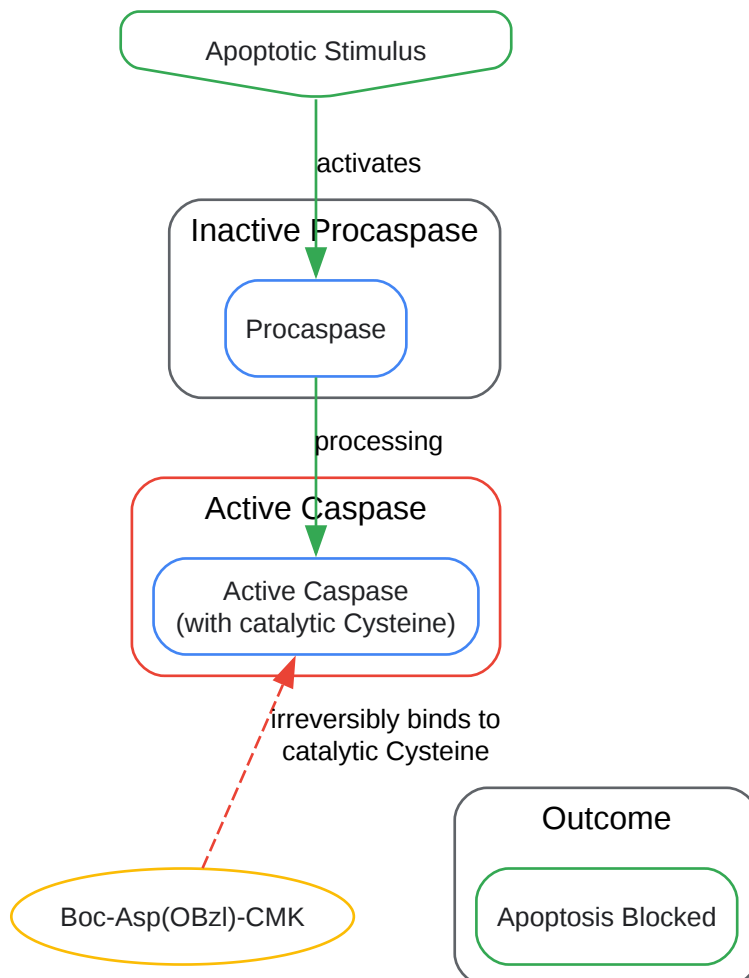 Apoptotic Stimulus
activates
Inactive Procaspase
Procaspase
processing
Active Caspase
Active Caspase
(with catalytic Cysteine)
irreversibly binds to
catalytic Cysteine
Outcome
Boc-Asp(OBzl)-CMK
Apoptosis Blocked